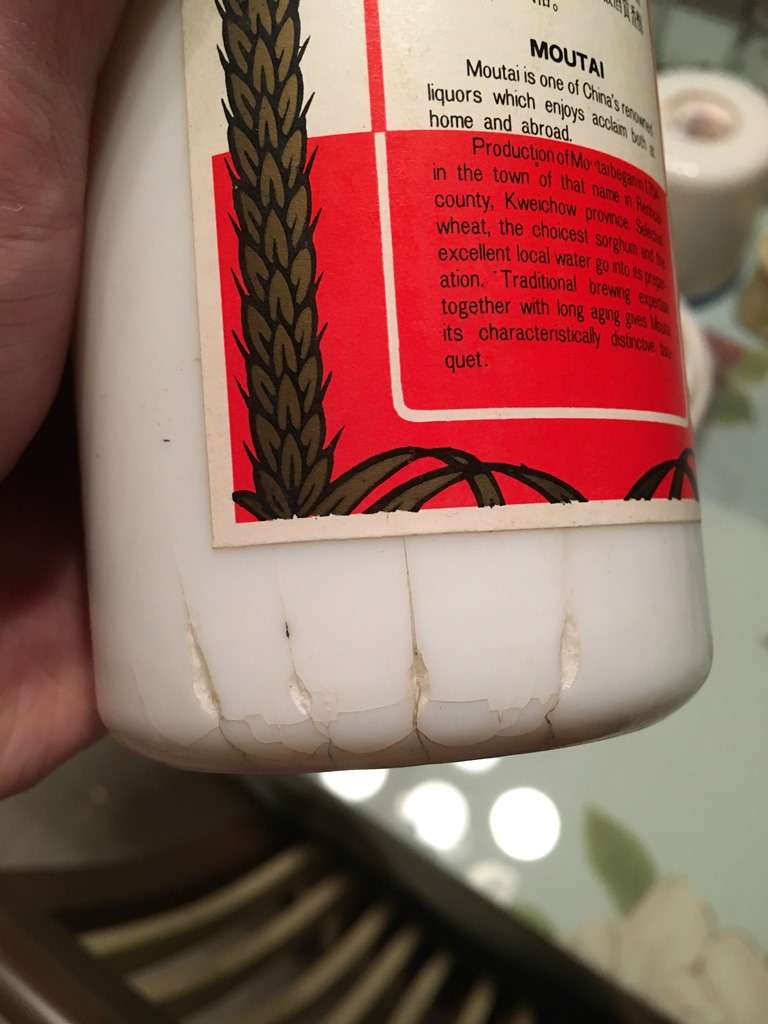 MOUTAI
Moutai is one of China's renowned
liquors which enjoys acclaim both at
home and abroad.
Production of Moutai began in
in the town of that name in Renhuai
county, Kweichow province. Selected
wheat, the choicest sorghum and the
excellent local water go into its prepar-
ation. Traditional brewing expertise
together with long aging gives Moutai
its characteristically distinctive
quet.